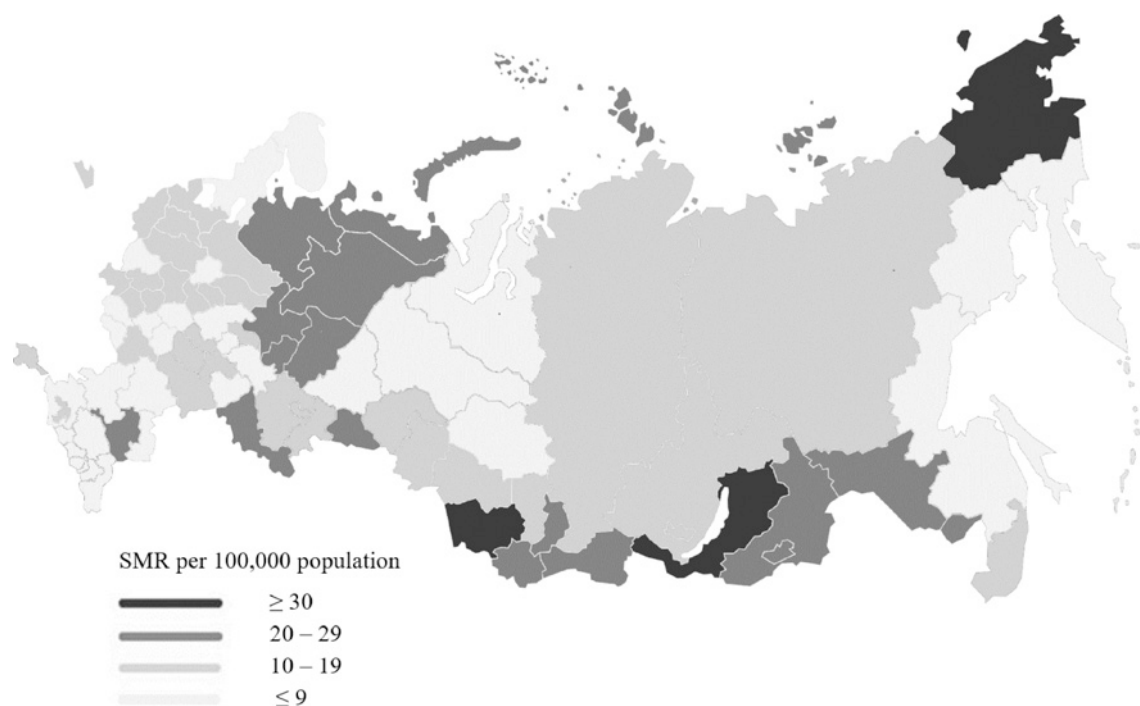 SMR per 100,000 population
≥ 30
20 – 29
10 – 19
≤ 9